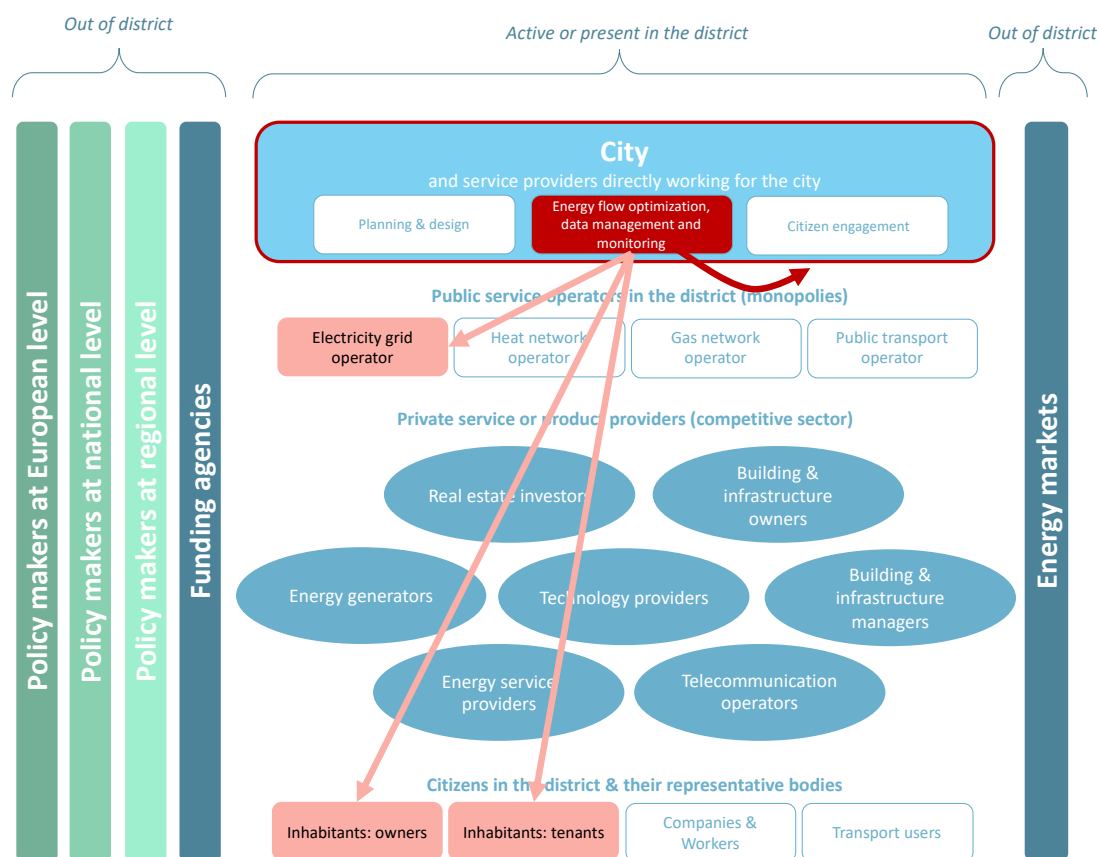 Out of district
Active or present in the district
Out of district
Policy makers at European level
Policy makers at national level
Policy makers at regional level
Funding agencies
City
and service providers directly working for the city
Planning & design
Energy flow optimization,
data management and
monitoring
Citizen engagement
Public service operators in the district (monopolies)
Electricity grid
operator
Heat network
operator
Gas network
operator
Public transport
operator
Private service or product providers (competitive sector)
Real estate investors
Building &
infrastructure
owners
Energy generators
Technology providers
Building &
infrastructure
managers
Energy service
providers
Telecommunication
operators
Citizens in the district & their representative bodies
Inhabitants: owners
Inhabitants: tenants
Companies &
Workers
Transport users
Energy markets